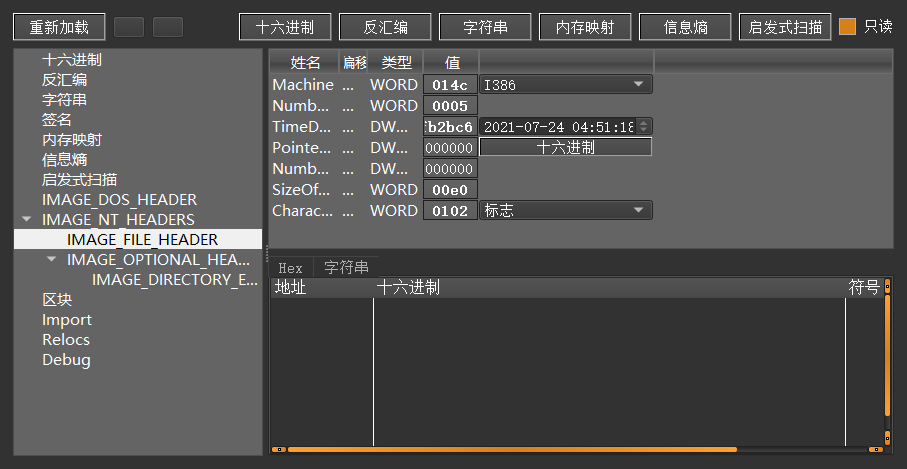 重新加载 十六进制 反汇编 字符串 内存映射 信息熵 启发式扫描 只读
十六进制
反汇编
字符串
签名
内存映射
信息熵
启发式扫描
IMAGE_DOS_HEADER
IMAGE_NT_HEADERS
IMAGE_FILE_HEADER
IMAGE_OPTIONAL_HEA...
IMAGE_DIRECTORY_E...
区块
Import
Relocs
Debug
姓名 偏移 类型 值
Machine ... WORD 014c I386
Numb... ... WORD 0005
TimeD... ... DW... fb2bc6 2021-07-24 04:51:18
Pointe... ... DW... 000000 十六进制
Numb... ... DW... 000000
SizeOf... ... WORD 00e0
Charac... ... WORD 0102 标志
Hex 字符串
地址 十六进制 符号